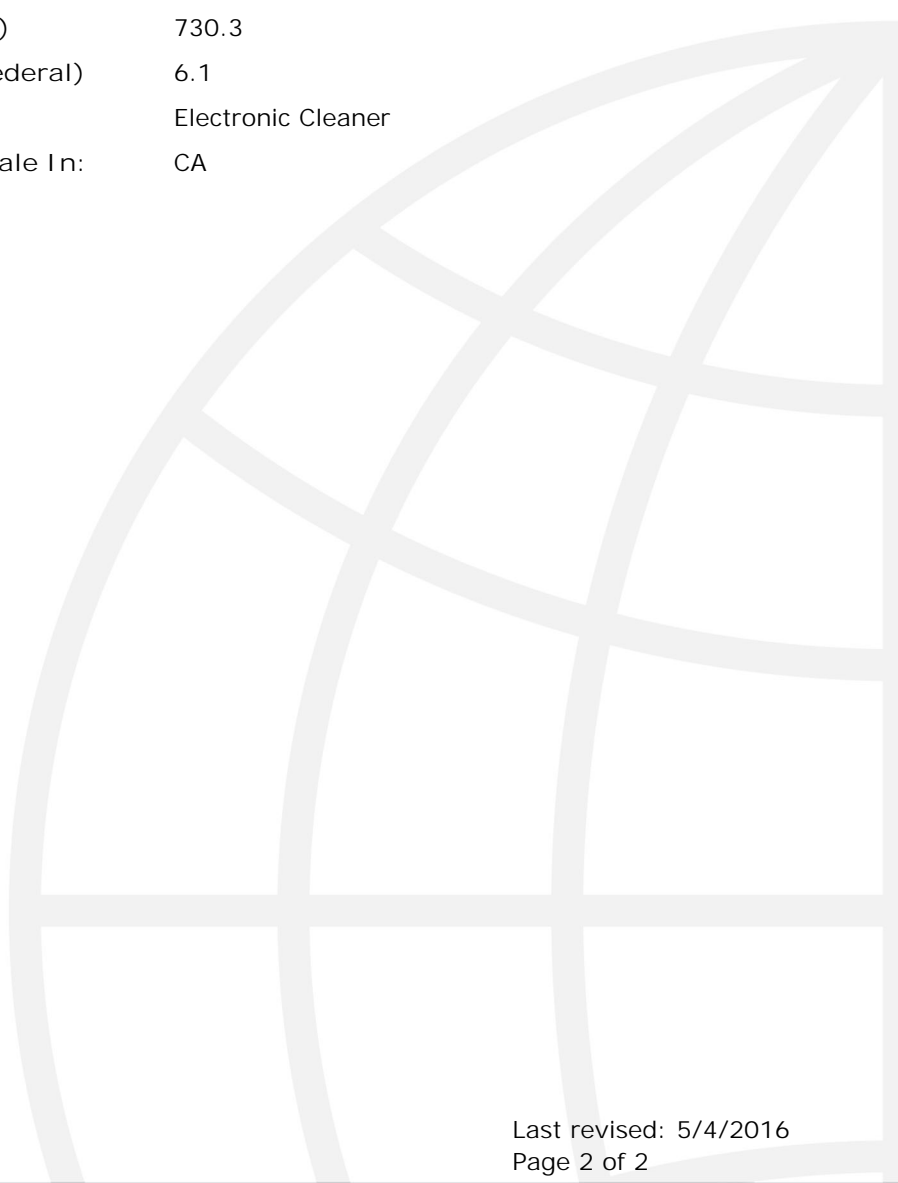 ) 730.3
ederal) 6.1
Electronic Cleaner
ale In: CA
Last revised: 5/4/2016
Page 2 of 2